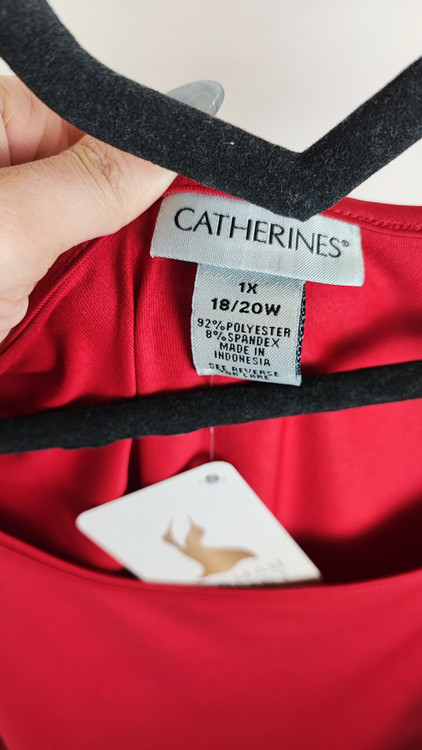 CATHERINES®
1X
18/20W
92%POLYESTER
8%SPANDEX
MADE IN
INDONESIA
SEE REVERSE
FOR CARE